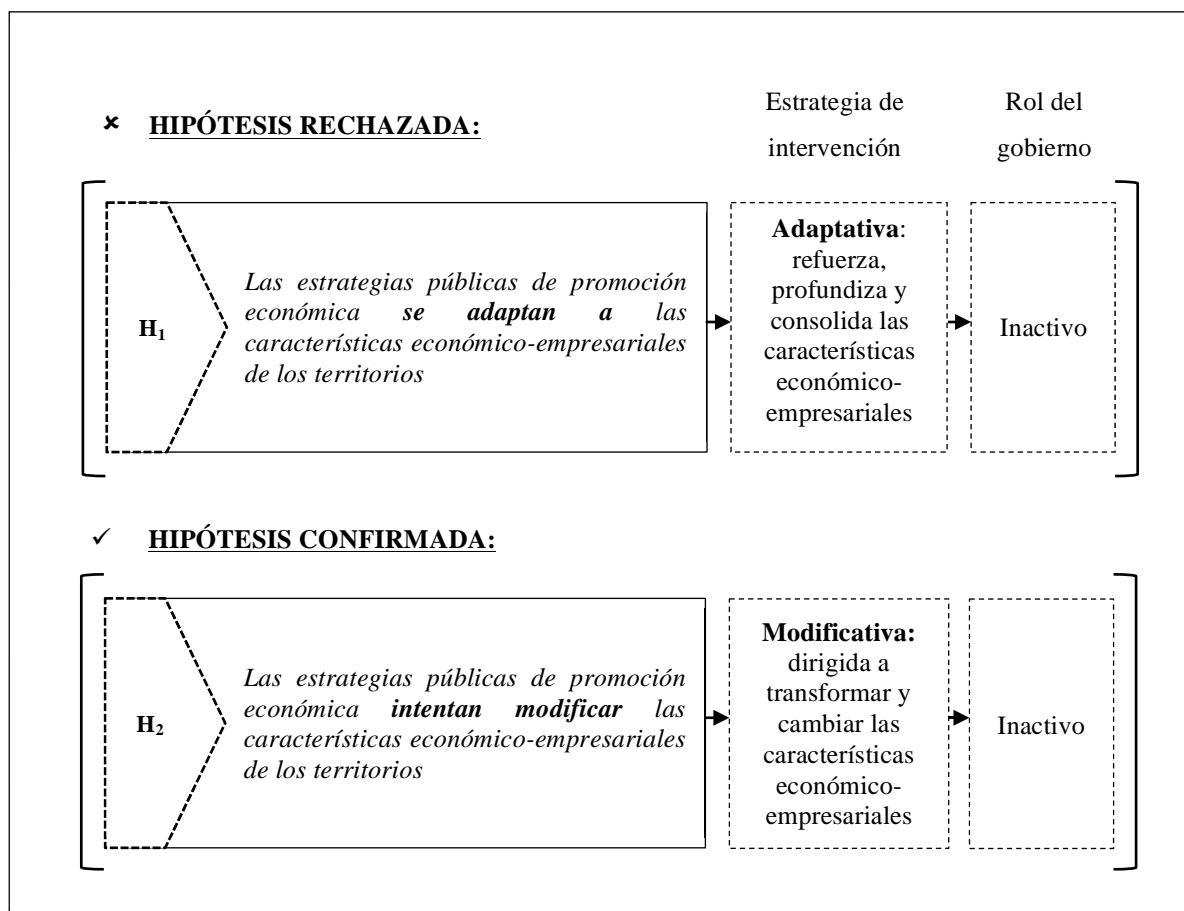 Estrategia de
intervención
Rol del
gobierno
× HIPÓTESIS RECHAZADA:
H₁
Las estrategias públicas de promoción
económica se adaptan a las
características económico-empresariales
de los territorios
Adaptativa:
refuerza,
profundiza y
consolida las
características
económico-
empresariales
Inactivo
✓ HIPÓTESIS CONFIRMADA:
H₂
Las estrategias públicas de promoción
económica intentan modificar las
características económico-empresariales
de los territorios
Modificativa:
dirigida a
transformar y
cambiar las
características
económico-
empresariales
Inactivo